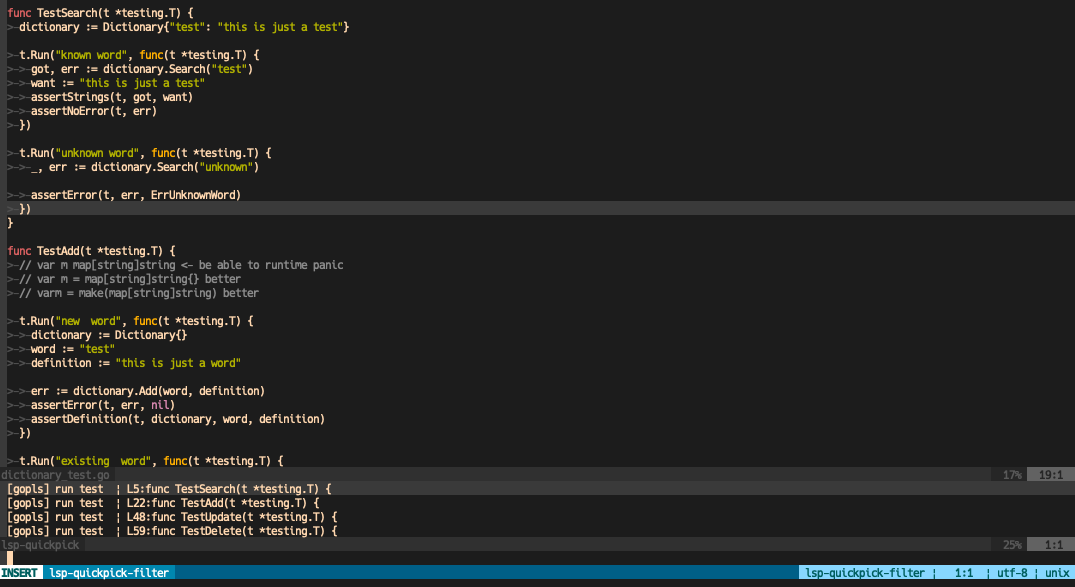 func TestSearch(t *testing.T) {
>-dictionary := Dictionary{"test": "this is just a test"}
>-t.Run("known word", func(t *testing.T) {
>->-got, err := dictionary.Search("test")
>->-want := "this is just a test"
>->-assertStrings(t, got, want)
>->-assertNoError(t, err)
>-})
>-t.Run("unknown word", func(t *testing.T) {
>->-_, err := dictionary.Search("unknown")
>->-assertError(t, err, ErrUnknownWord)
>-})
}
func TestAdd(t *testing.T) {
>-// var m map[string]string <- be able to runtime panic
>-// var m = map[string]string{} better
>-// varm = make(map[string]string) better
>-t.Run("new  word", func(t *testing.T) {
>->-dictionary := Dictionary{}
>->-word := "test"
>->-definition := "this is just a word"
>->-err := dictionary.Add(word, definition)
>->-assertError(t, err, nil)
>->-assertDefinition(t, dictionary, word, definition)
>-})
>-t.Run("existing  word", func(t *testing.T) {
dictionary_test.go 17% 19:1
[gopls] run test  ¦ L5:func TestSearch(t *testing.T) {
[gopls] run test  ¦ L22:func TestAdd(t *testing.T) {
[gopls] run test  ¦ L48:func TestUpdate(t *testing.T) {
[gopls] run test  ¦ L59:func TestDelete(t *testing.T) {
lsp-quickpick 25% 1:1
INSERT lsp-quickpick-filter lsp-quickpick-filter ¦ 1:1 ¦ utf-8 ¦ unix